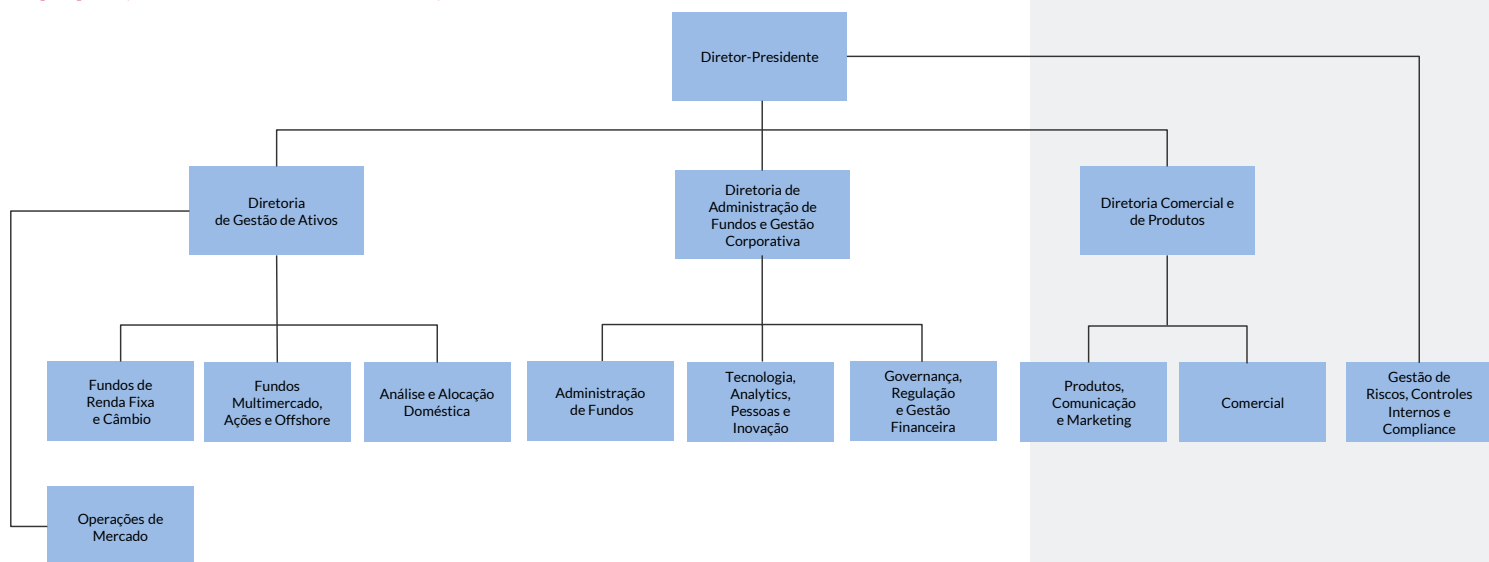 Diretor-Presidente
Diretoria
de Gestão de Ativos
Diretoria de
Administração de
Fundos e Gestão
Corporativa
Diretoria Comercial e
de Produtos
Fundos de
Renda Fixa
e Câmbio
Fundos
Multimercado,
Ações e Offshore
Análise e Alocação
Doméstica
Administração
de Fundos
Tecnologia,
Analytics,
Pessoas e
Inovação
Governança,
Regulação
e Gestão
Financeira
Produtos,
Comunicação
e Marketing
Comercial
Gestão de
Riscos, Controles
Internos e
Compliance
Operações de
Mercado